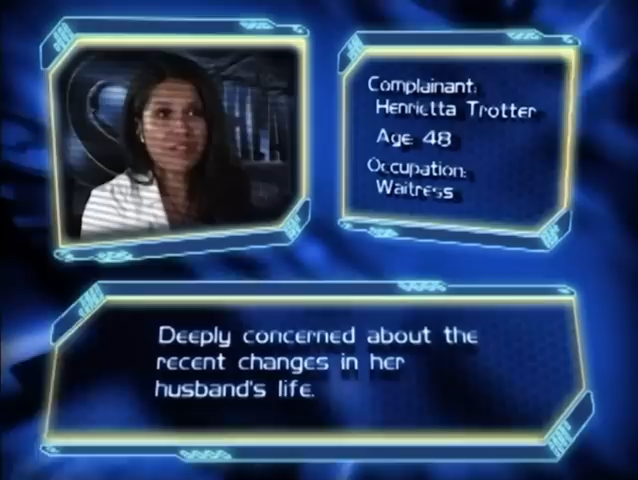 Complainant:
Henrietta Trotter
Age: 48
Occupation:
Waitress
Deeply concerned about the
recent changes in her
husband's life.